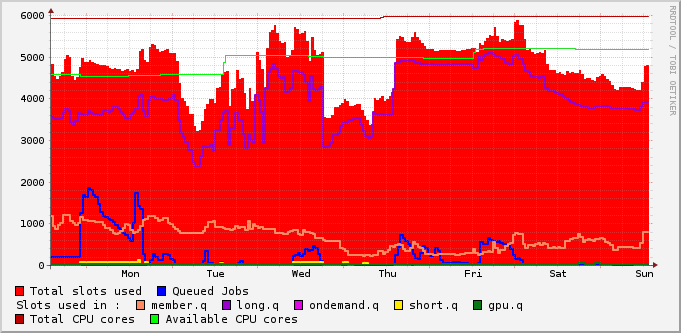 6000
5000
4000
3000
2000
1000
0
Mon Tue Wed Thu Fri Sat Sun
Total slots used Queued Jobs
Slots used in : member.q long.q ondemand.q short.q gpu.q
Total CPU cores Available CPU cores
RRDTOOL / TOBI OETIKER